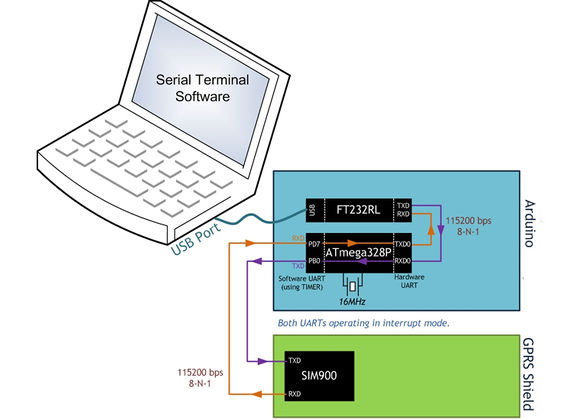 Serial Terminal
Software
USB Port
Arduino
USB
FT232RL
TXD
RXD
115200 bps
8-N-1
RXD
TXD
PD7
PB0
ATmega328P
TXD0
RXD0
Software UART
(using TIMER)
Hardware
UART
16MHz
Both UARTs operating in interrupt mode.
GPRS Shield
115200 bps
8-N-1
TXD
RXD
SIM900